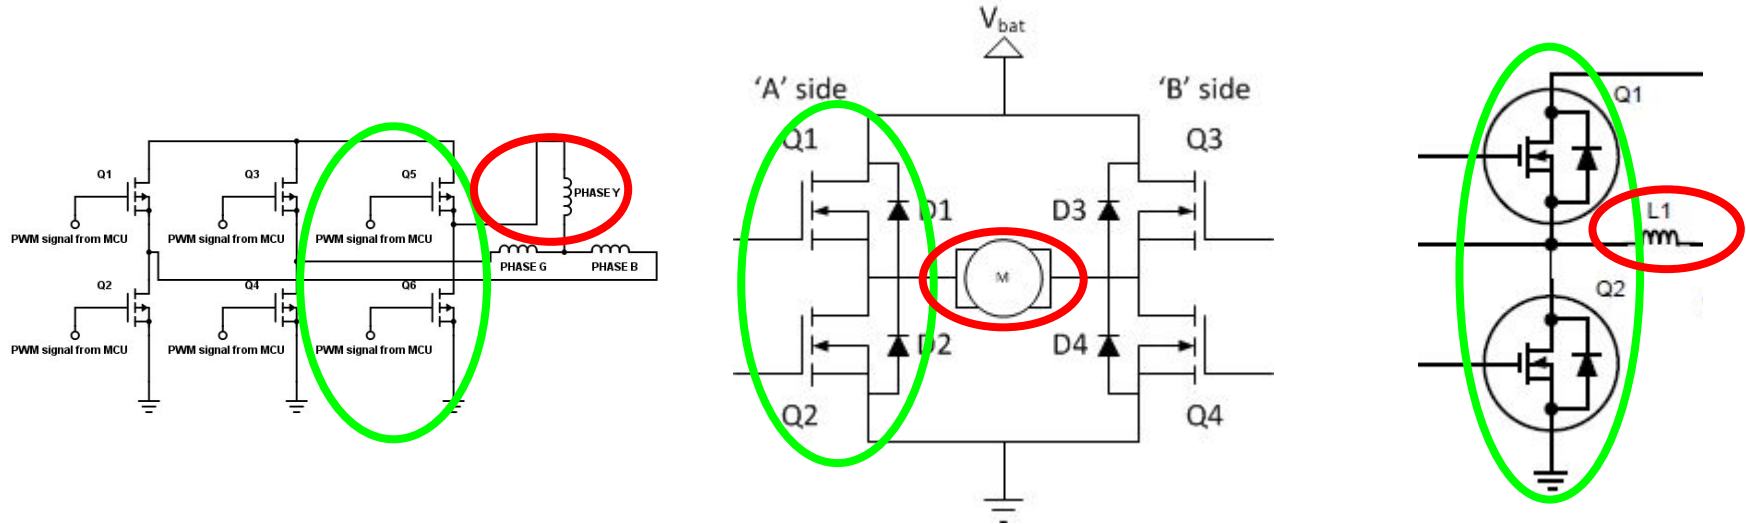 Q1
Q3
Q5
PHASE Y
PWM signal from MCU
PWM signal from MCU
PWM signal from MCU
PHASE G
PHASE B
Q2
Q4
Q6
PWM signal from MCU
PWM signal from MCU
PWM signal from MCU
Vbat
‘A’ side
‘B’ side
Q1
Q3
D1
D3
M
D2
D4
Q2
Q4
Q1
L1
Q2